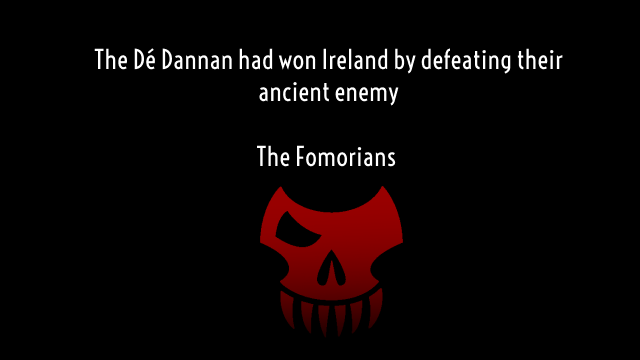 The Dé Dannan had won Ireland by defeating their
ancient enemy
The Fomorians